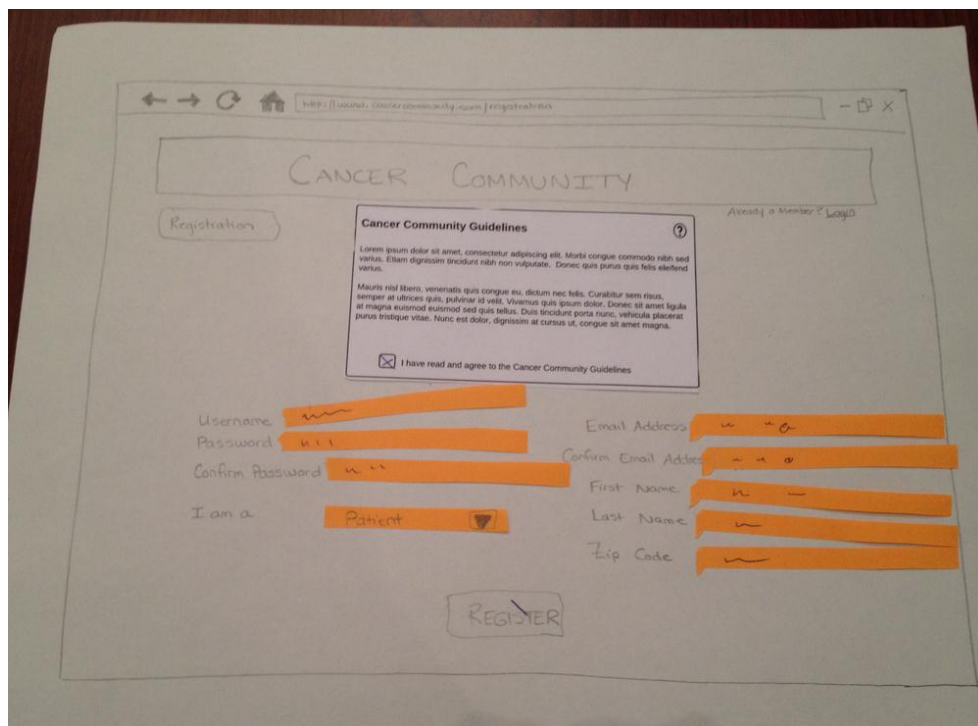 http://www.cancercommunity.com/registration
CANCER COMMUNITY
Registration
Already a Member? Login
Cancer Community Guidelines
?
Lorem ipsum dolor sit amet, consectetur adipiscing elit. Morbi congue commodo nibh sed
varius. Etiam dignissim tincidunt nibh non vulputate. Donec quis purus quis felis eleifend
varius.
Mauris nisl libero, venenatis quis congue eu, dictum nec felis. Curabitur sem risus,
semper at ultrices quis, pulvinar id velit. Vivamus quis ipsum dolor. Donec sit amet ligula
at magna euismod euismod sed quis tellus. Duis tincidunt porta nunc, vehicula placerat
purus tristique vitae. Nunc est dolor, dignissim at cursus ut, congue sit amet magna.
I have read and agree to the Cancer Community Guidelines
Username
Password
Confirm Password
I am a Patient
Email Address
Confirm Email Addres
First Name
Last Name
Zip Code
REGISTER